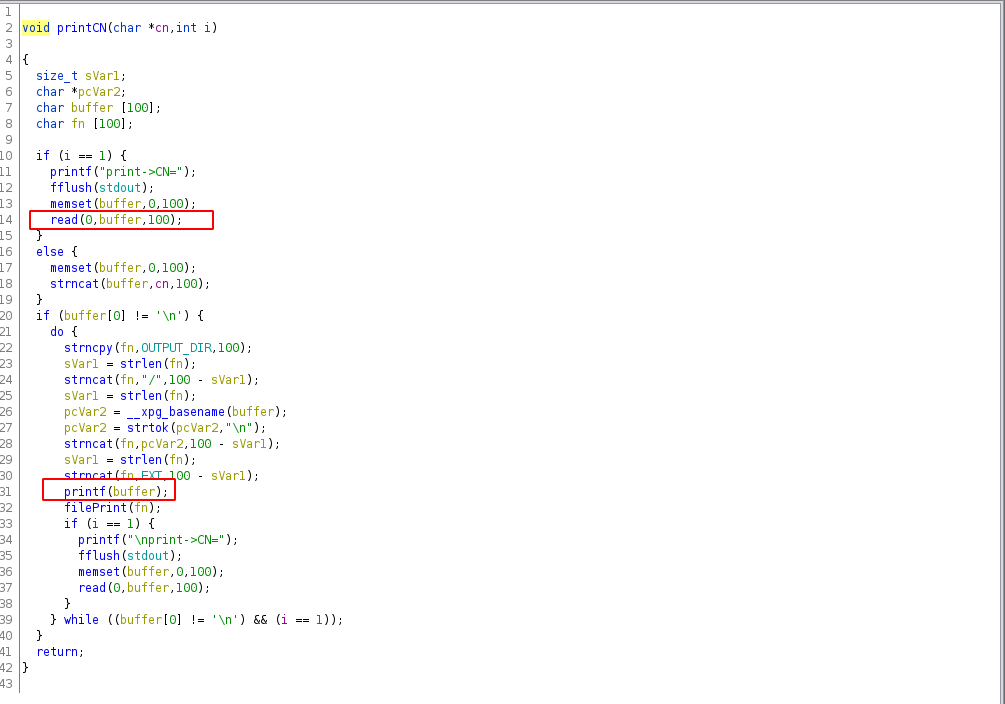 1
2 void printCN(char *cn,int i)
3
4 {
5 size_t sVar1;
6 char *pcVar2;
7 char buffer [100];
8 char fn [100];
9
10 if (i == 1) {
11 printf("print->CN=");
12 fflush(stdout);
13 memset(buffer,0,100);
14 read(0,buffer,100);
15 }
16 else {
17 memset(buffer,0,100);
18 strncat(buffer,cn,100);
19 }
20 if (buffer[0] != '\n') {
21 do {
22 strncpy(fn,OUTPUT_DIR,100);
23 sVar1 = strlen(fn);
24 strncat(fn,"/",100 - sVar1);
25 sVar1 = strlen(fn);
26 pcVar2 = __xpg_basename(buffer);
27 pcVar2 = strtok(pcVar2,"\n");
28 strncat(fn,pcVar2,100 - sVar1);
29 sVar1 = strlen(fn);
30 strncat(fn,EXT,100 - sVar1);
31 printf(buffer);
32 filePrint(fn);
33 if (i == 1) {
34 printf("\nprint->CN=");
35 fflush(stdout);
36 memset(buffer,0,100);
37 read(0,buffer,100);
38 }
39 } while ((buffer[0] != '\n') && (i == 1));
40 }
41 return;
42 }
43